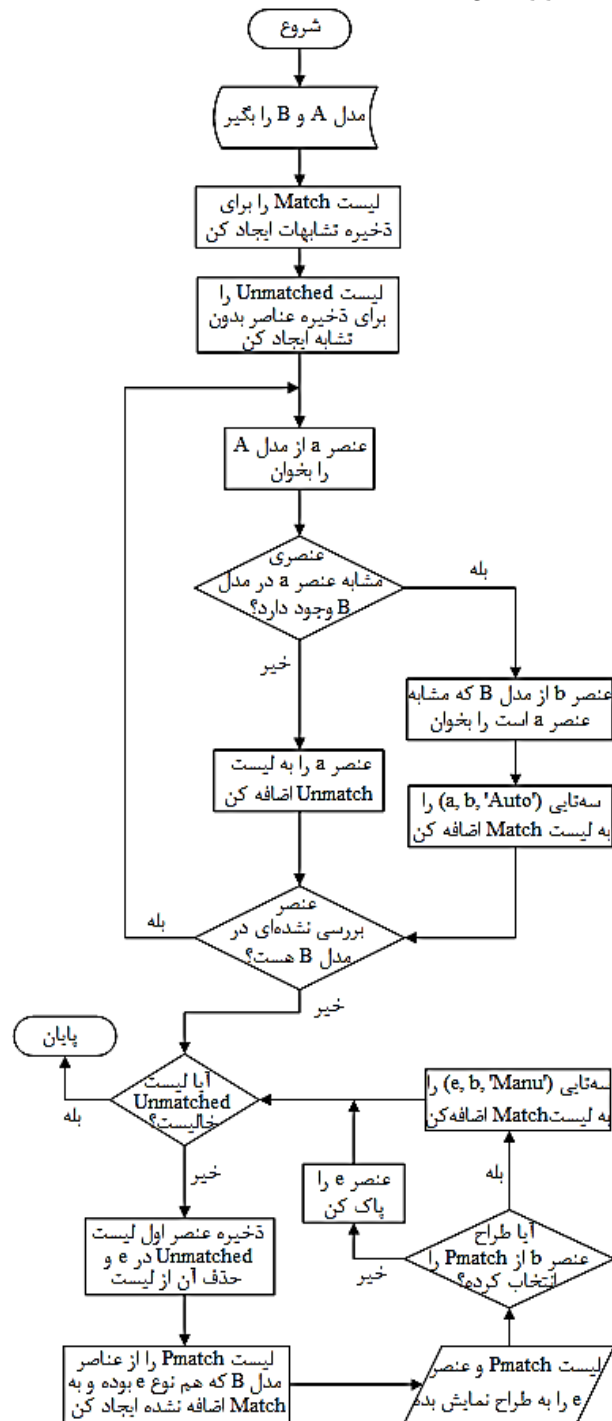 شروع
مدل A و B را بگیر
لیست Match را برای
ذخیره تشابهات ایجاد کن
لیست Unmatched را
برای ذخیره عناصر بدون
تشابه ایجاد کن
عنصر a از مدل A
را بخوان
عنصری
مشابه عنصر a در مدل
B وجود دارد؟
بله
خیر
عنصر b از مدل B که مشابه
عنصر a است را بخوان
عنصر a را به لیست
Unmatch اضافه کن
سه‌تایی (a, b, 'Auto') را
به لیست Match اضافه کن
عنصر
بررسی نشده‌ای در
مدل B هست؟
بله
خیر
پایان
آیا لیست
Unmatched
خالیست؟
بله
خیر
سه‌تایی (e, b, 'Manu') را
به لیستMatch اضافه‌کن
عنصر e را
پاک کن
بله
آیا طراح
عنصر b از Pmatch را
انتخاب کرده؟
خیر
ذخیره عنصر اول لیست
Unmatched در e و
حذف آن از لیست
لیست Pmatch را از عناصر
مدل B که هم نوع e بوده و به
Match اضافه نشده ایجاد کن
لیست Pmatch و عنصر
e را به طراح نمایش بده